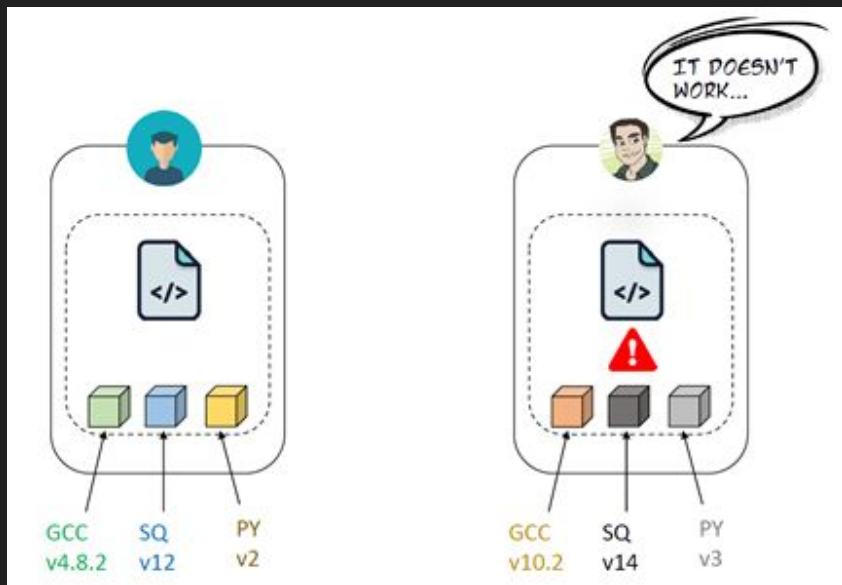 IT DOESN'T
WORK...
</>
</>
GCC
v4.8.2
SQ
v12
PY
v2
GCC
v10.2
SQ
v14
PY
v3